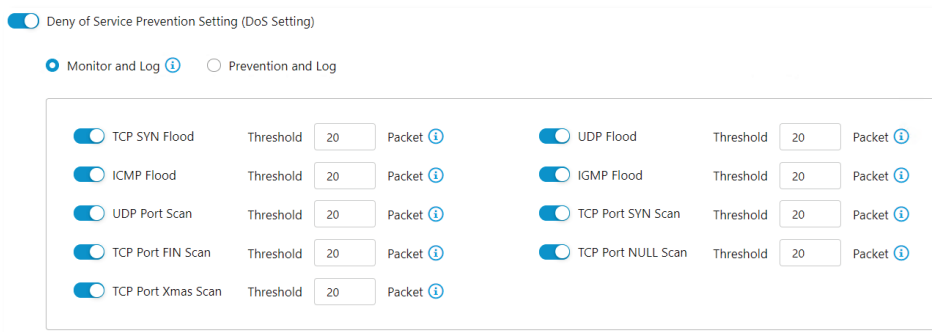 Deny of Service Prevention Setting (DoS Setting)
Monitor and Log Prevention and Log
TCP SYN Flood Threshold 20 Packet UDP Flood Threshold 20 Packet
ICMP Flood Threshold 20 Packet IGMP Flood Threshold 20 Packet
UDP Port Scan Threshold 20 Packet TCP Port SYN Scan Threshold 20 Packet
TCP Port FIN Scan Threshold 20 Packet TCP Port NULL Scan Threshold 20 Packet
TCP Port Xmas Scan Threshold 20 Packet